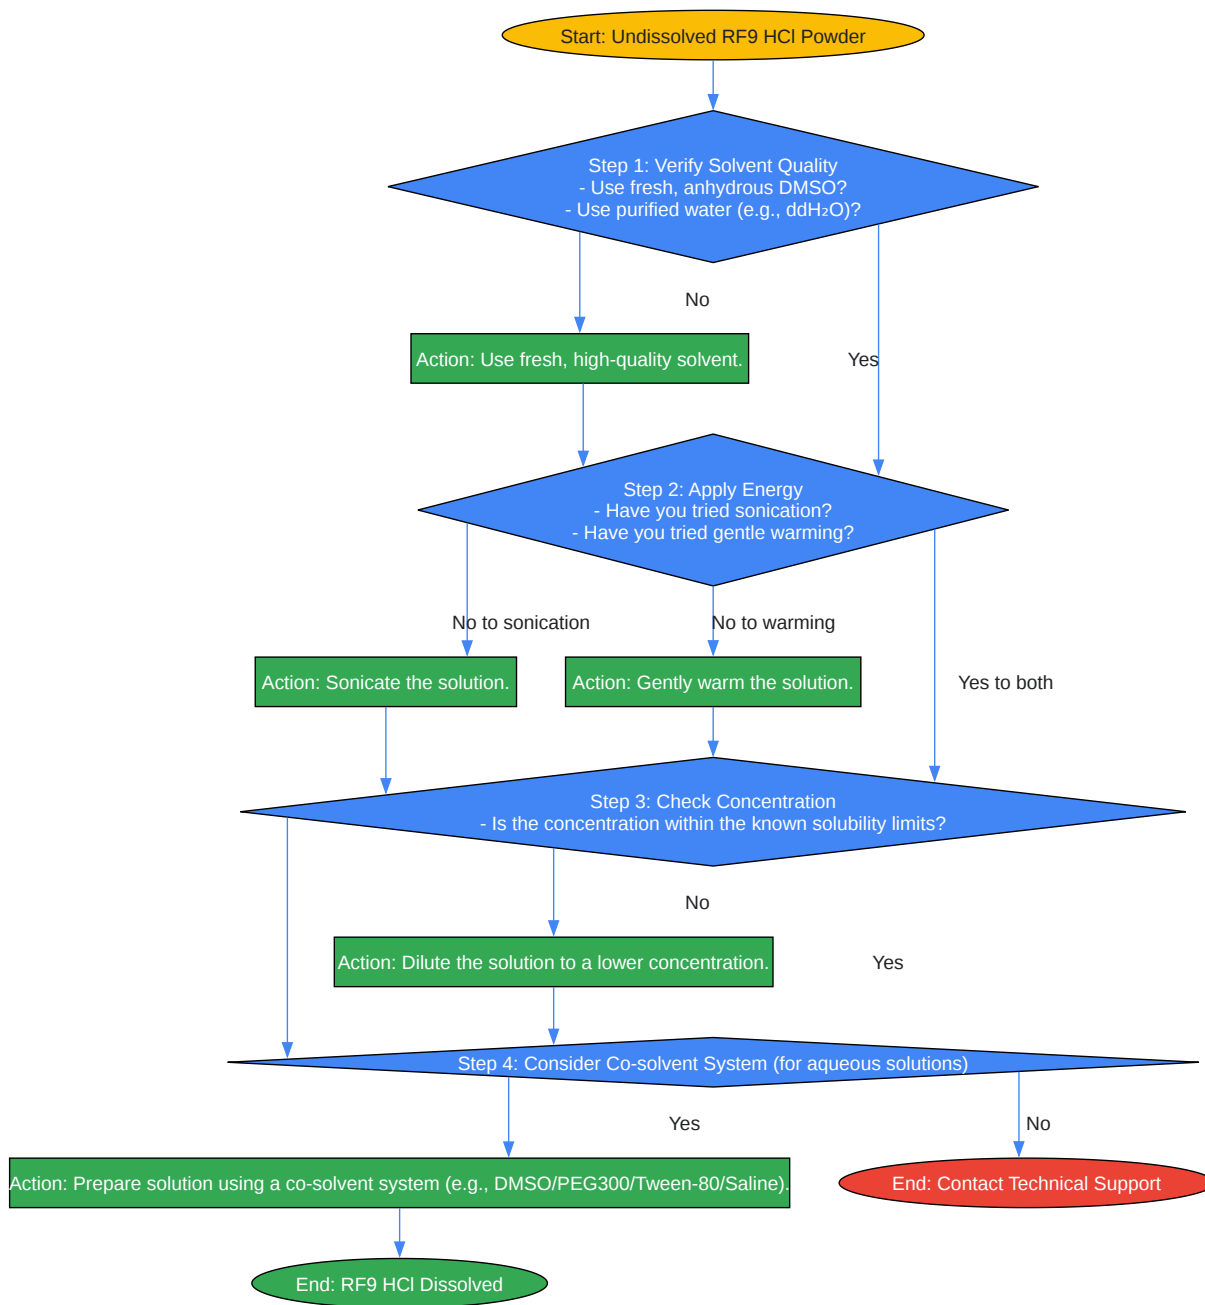 Start: Undissolved RF9 HCl Powder
Step 1: Verify Solvent Quality
- Use fresh, anhydrous DMSO?
- Use purified water (e.g., ddH₂O)?
No
Action: Use fresh, high-quality solvent.
Yes
Step 2: Apply Energy
- Have you tried sonication?
- Have you tried gentle warming?
No to sonication
No to warming
Action: Sonicate the solution.
Action: Gently warm the solution.
Yes to both
Step 3: Check Concentration
- Is the concentration within the known solubility limits?
No
Action: Dilute the solution to a lower concentration.
Yes
Step 4: Consider Co-solvent System (for aqueous solutions)
Yes
No
Action: Prepare solution using a co-solvent system (e.g., DMSO/PEG300/Tween-80/Saline).
End: Contact Technical Support
End: RF9 HCl Dissolved